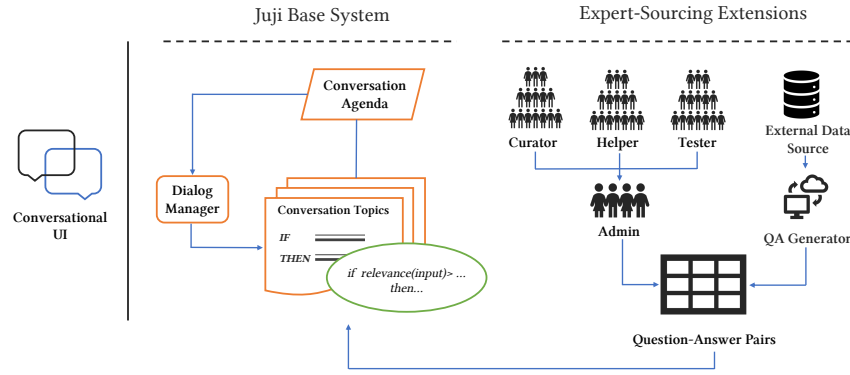 Juji Base System
Expert-Sourcing Extensions
Conversation
Agenda
Curator
Helper
Tester
External Data
Source
Conversational
UI
Dialog
Manager
Conversation Topics
IF
THEN
if relevance(input)> ...
then...
Admin
QA Generator
Question-Answer Pairs